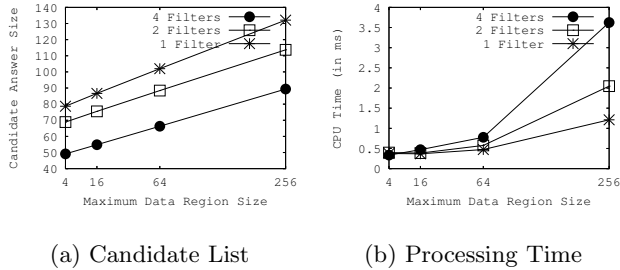 Candidate Answer Size
140
130
120
110
100
90
80
70
60
50
40
4 Filters
2 Filters
1 Filter
4 16 64 256
Maximum Data Region Size
(a) Candidate List
CPU Time (in ms)
4
3.5
3
2.5
2
1.5
1
0.5
0
4 Filters
2 Filters
1 Filter
4 16 64 256
Maximum Data Region Size
(b) Processing Time